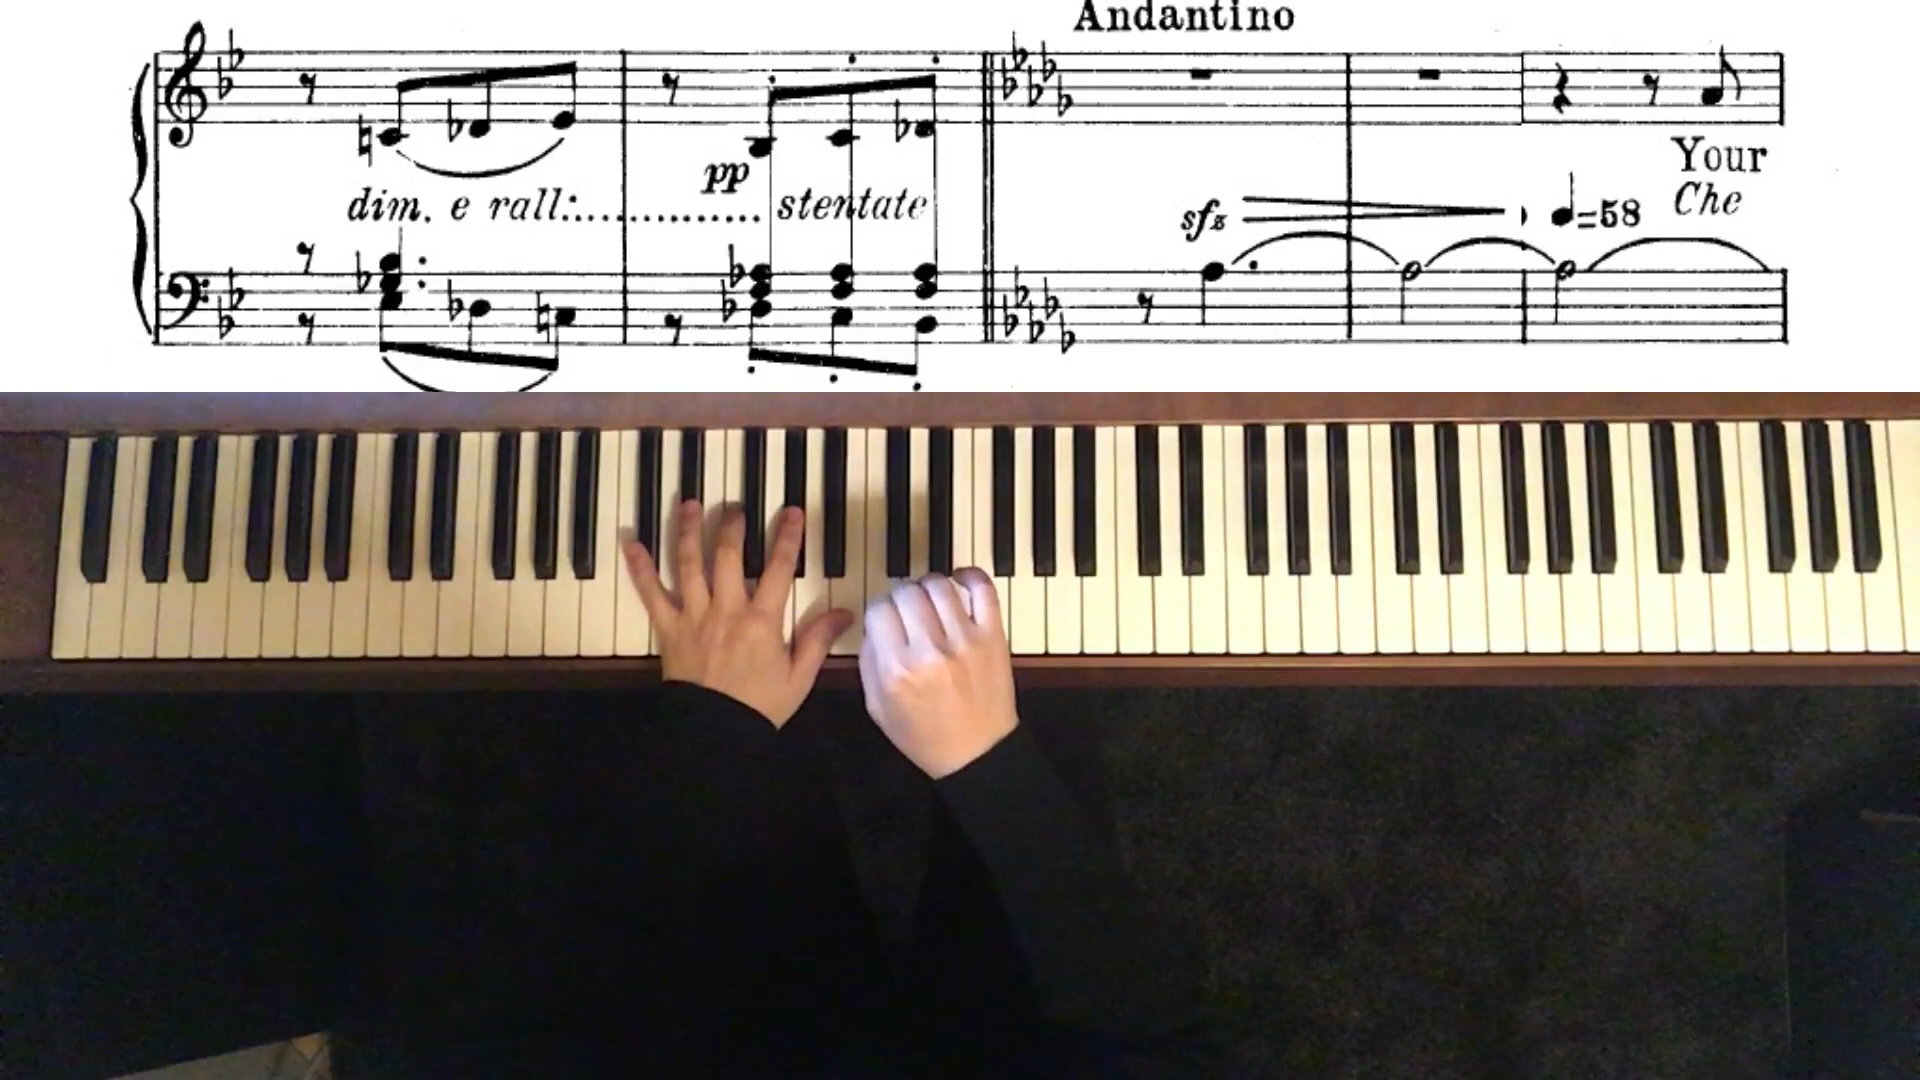 Andantino
Your
dim. e rall:.............. stentate
pp
sfz
=58
Che